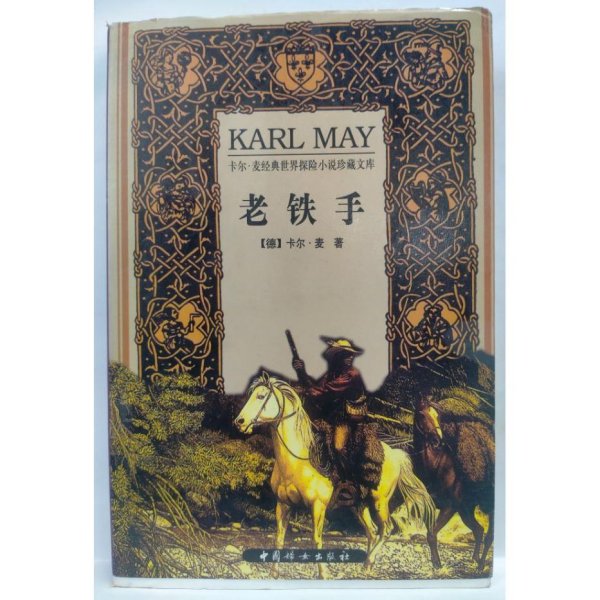 KARL MAY
卡尔·麦经典世界探险小说珍藏文库
老铁手
【德】卡尔·麦 著
中国妇女出版社